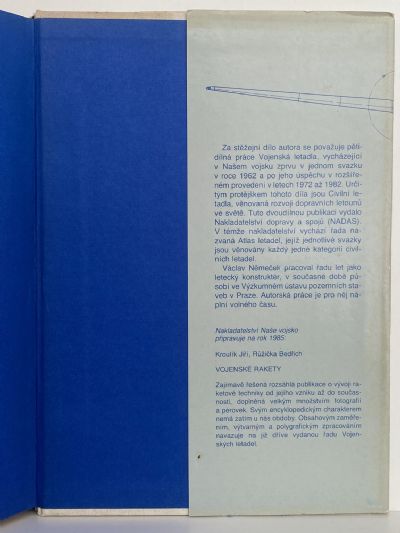 Za stěžejní dílo autora se považuje pěti-
dílná práce Vojenská letadla, vycházející
v Našem vojsku zprvu v jednom svazku
v roce 1962 a po jeho úspěchu v rozšíře-
ném provedení v letech 1972 až 1982. Urči-
tým protějškem tohoto díla jsou Civilní le-
tadla, věnovaná rozvoji dopravních letounů
ve světě. Tuto dvoudílnou publikaci vydalo
Nakladatelství dopravy a spojů (NADAS).
V témže nakladatelství vychází řada na-
zvaná Atlas letadel, jejíž jednotlivé svazky
jsou věnovány každý jedné kategorii civil-
ních letadel.
Václav Němeček pracoval řadu let jako
letecký konstruktér, v současné době pů-
sobí ve Výzkumném ústavu pozemních sta-
veb v Praze. Autorská práce je pro něj ná-
plní volného času.
Nakladatelství Naše vojsko
připravuje na rok 1985:
Kroulík Jiří, Růžička Bedřich
VOJENSKÉ RAKETY
Zajímavě řešená rozsáhlá publikace o vývoji ra-
ketové techniky od jejího vzniku až do součas-
nosti, doplněná velkým množstvím fotografií
a pérovek. Svým encyklopedickým charakterem
nemá zatím u nás obdoby. Obsahovým zaměře-
ním, výtvarným a polygrafickým zpracováním
navazuje na již dříve vydanou řadu Vojen-
ských letadel.